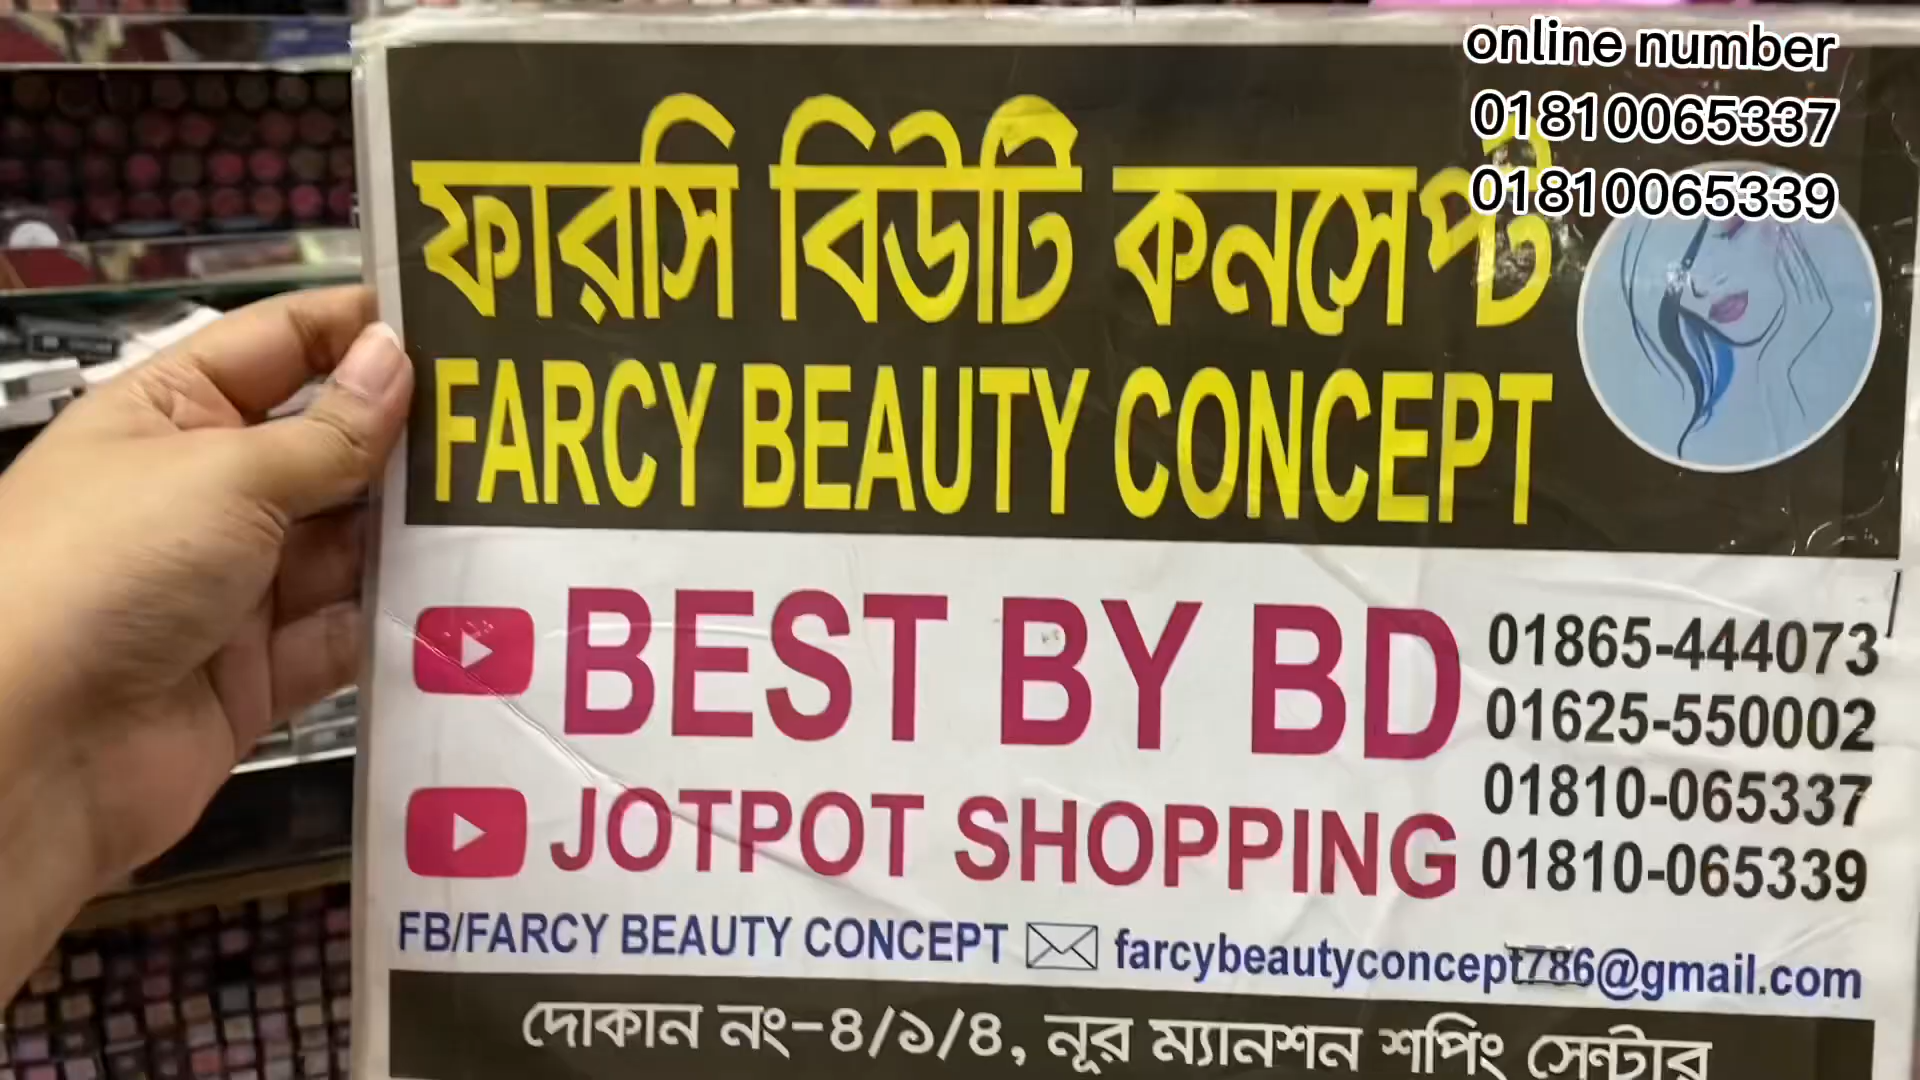 online number
01810065337
01810065339
ফারসি বিউটি কনসেপ্ট
FARCY BEAUTY CONCEPT
BEST BY BD
JOTPOT SHOPPING
01865-444073
01625-550002
01810-065337
01810-065339
FB/FARCY BEAUTY CONCEPT farcybeautyconcept786@gmail.com
দোকান নং-৪/১/৪, নূর ম্যানশন শপিং সেন্টার